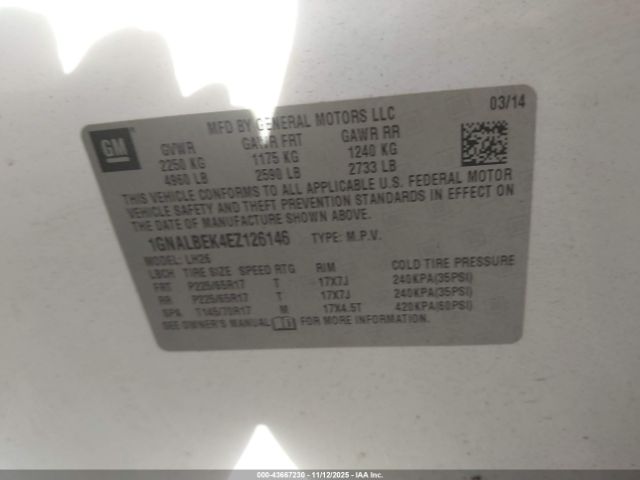 GM
MFD BY GENERAL MOTORS LLC 03/14
GVWR GAWR FRT GAWR RR
2250 KG 1175 KG 1240 KG
4960 LB 2590 LB 2733 LB
THIS VEHICLE CONFORMS TO ALL APPLICABLE U.S. FEDERAL MOTOR
VEHICLE SAFETY AND THEFT PREVENTION STANDARDS IN EFFECT ON
THE DATE OF MANUFACTURE SHOWN ABOVE.
1GNALBEK4EZ126146 TYPE: M.P.V.
MODEL: LH26
LBCH TIRE SIZE SPEED RTG RIM COLD TIRE PRESSURE
FRT P225/65R17 T 17X7J 240KPA(35PSI)
RR P225/65R17 T 17X7J 240KPA(35PSI)
SPA T145/70R17 M 17X4.5T 420KPA(60PSI)
SEE OWNER'S MANUAL FOR MORE INFORMATION.
000-43667230 - 11/12/2025 - IAA Inc.